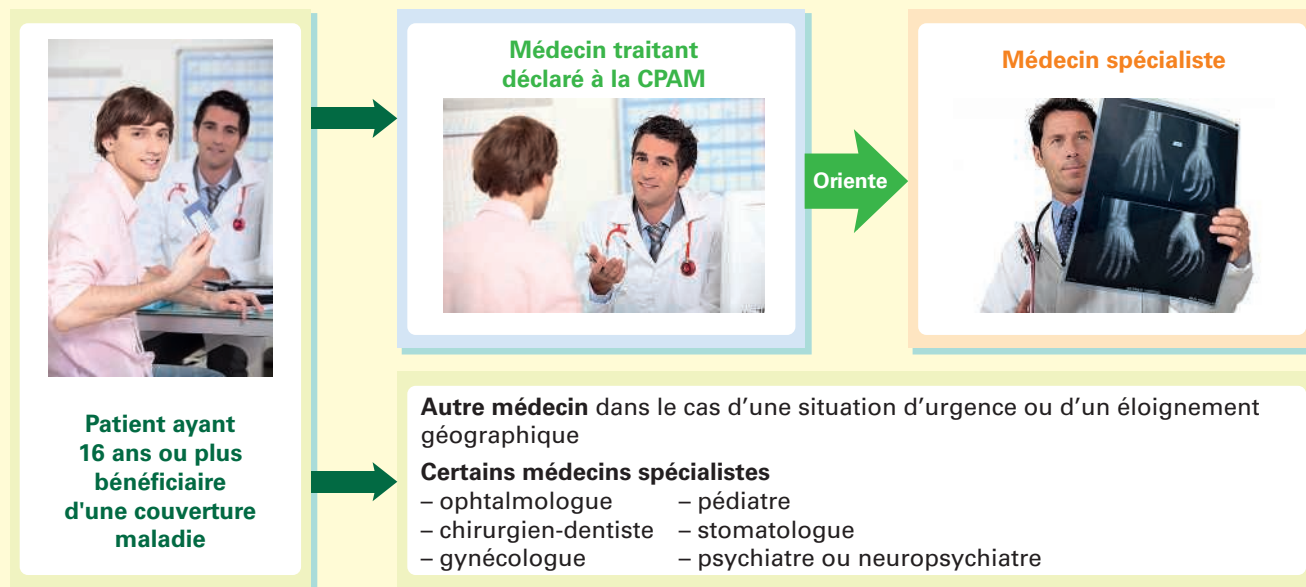 Médecin traitant
déclaré à la CPAM
Médecin spécialiste
Oriente
Patient ayant
16 ans ou plus
bénéficiaire
d'une couverture
maladie
Autre médecin dans le cas d’une situation d’urgence ou d’un éloignement
géographique
Certains médecins spécialistes
– ophtalmologue – pédiatre
– chirurgien-dentiste – stomatologue
– gynécologue – psychiatre ou neuropsychiatre